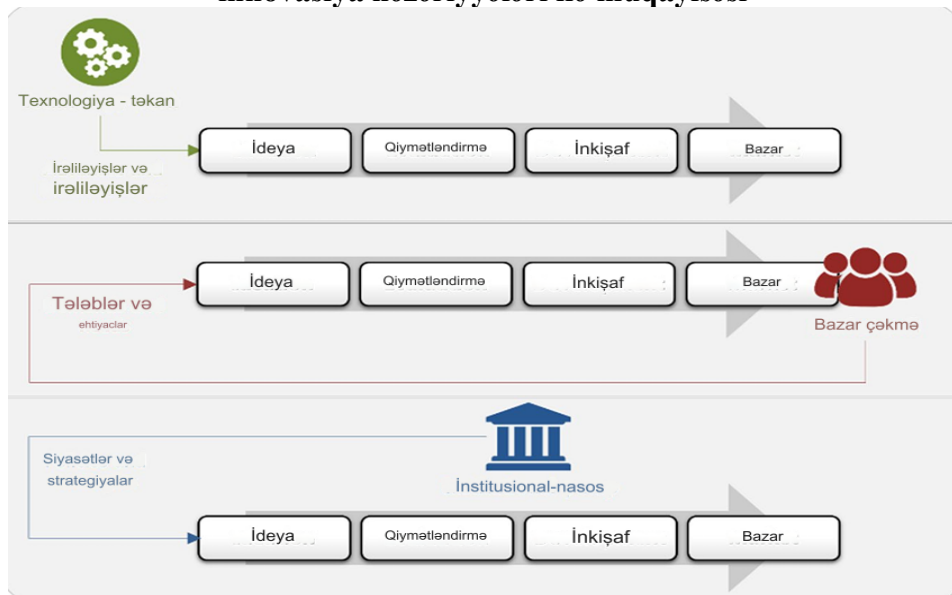 Texnologiya - təkan
İrəliləyişlər və
irəliləyişlər
İdeya
Qiymətləndirmə
İnkişaf
Bazar
Tələblər və
ehtiyaclar
İdeya
Qiymətləndirmə
İnkişaf
Bazar
Bazar çəkmə
Siyasətlər və
strategiyalar
İnstitusional-nasos
İdeya
Qiymətləndirmə
İnkişaf
Bazar